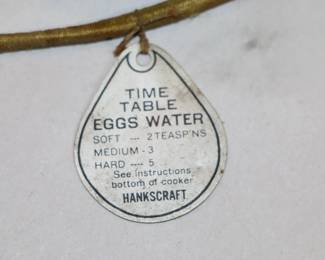 TIME
TABLE
EGGS WATER
SOFT --- 2 TEASP'NS
MEDIUM - 3
HARD ---- 5
See instructions
bottom of cooker
HANKSCRAFT